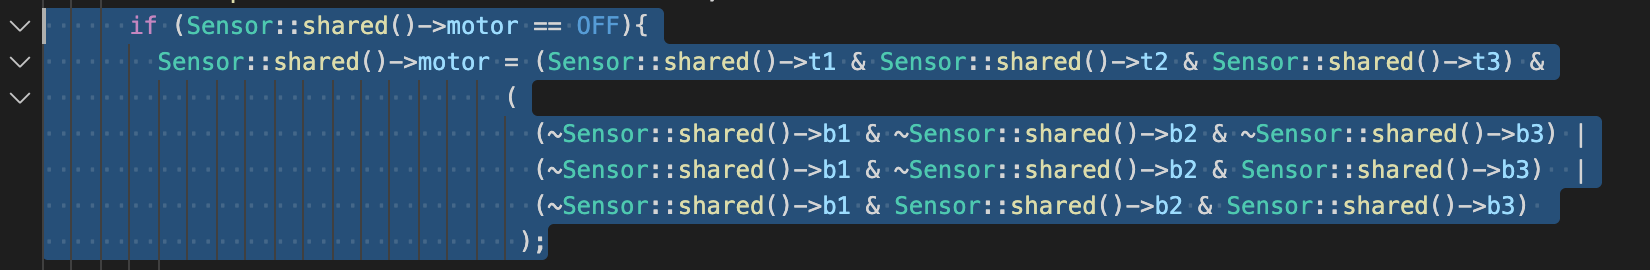 if (Sensor::shared()->motor == OFF){
Sensor::shared()->motor = (Sensor::shared()->t1 & Sensor::shared()->t2 & Sensor::shared()->t3) &
(
(~Sensor::shared()->b1 & ~Sensor::shared()->b2 & ~Sensor::shared()->b3) |
(~Sensor::shared()->b1 & ~Sensor::shared()->b2 & Sensor::shared()->b3) |
(~Sensor::shared()->b1 & Sensor::shared()->b2 & Sensor::shared()->b3)
);